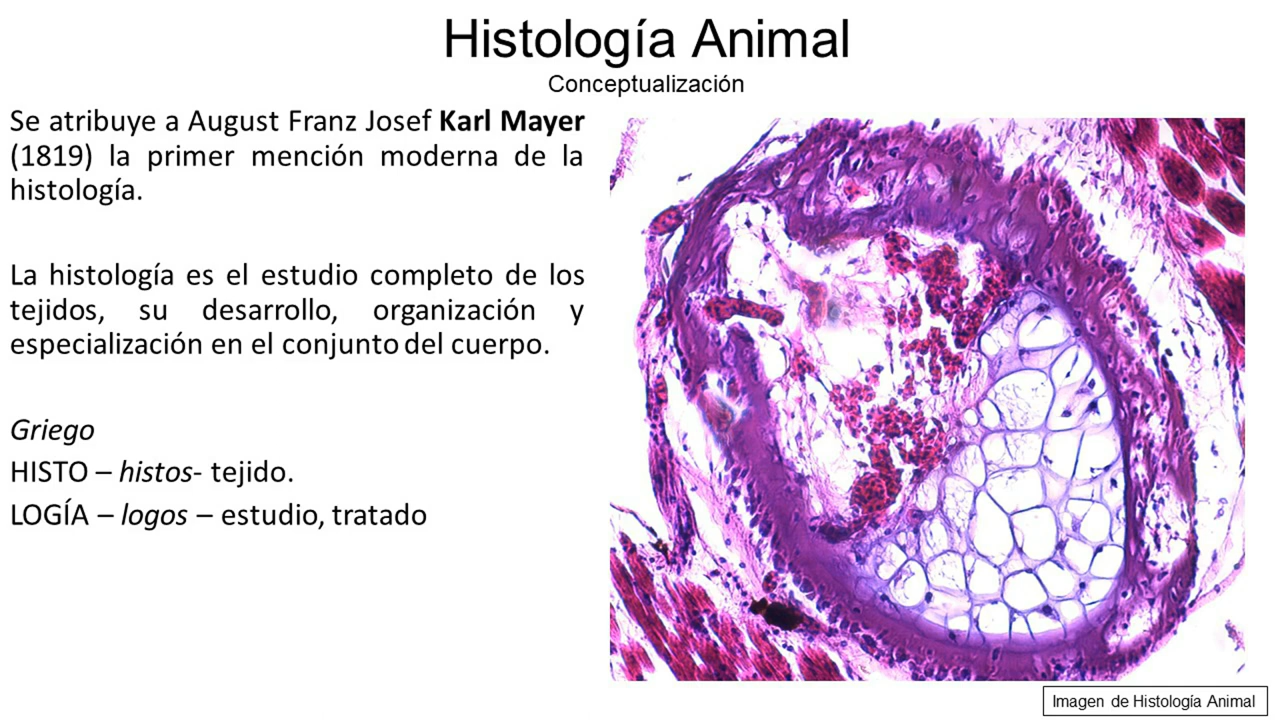 Histología Animal
Conceptualización
Se atribuye a August Franz Josef Karl Mayer
(1819) la primer mención moderna de la
histología.
La histología es el estudio completo de los
tejidos, su desarrollo, organización y
especialización en el conjunto del cuerpo.
Griego
HISTO – histos- tejido.
LOGÍA – logos – estudio, tratado
Imagen de Histología Animal